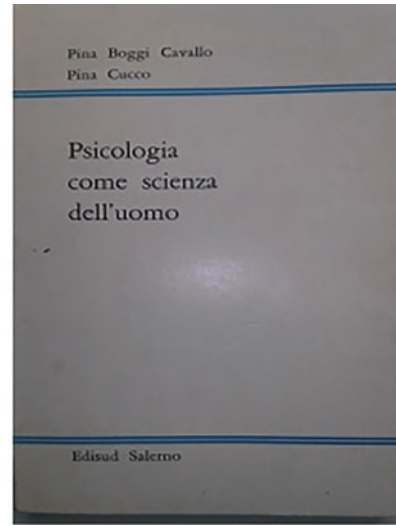 Pina Boggi Cavallo
Pina Cucco
Psicologia
come scienza
dell'uomo
Edisud Salerno